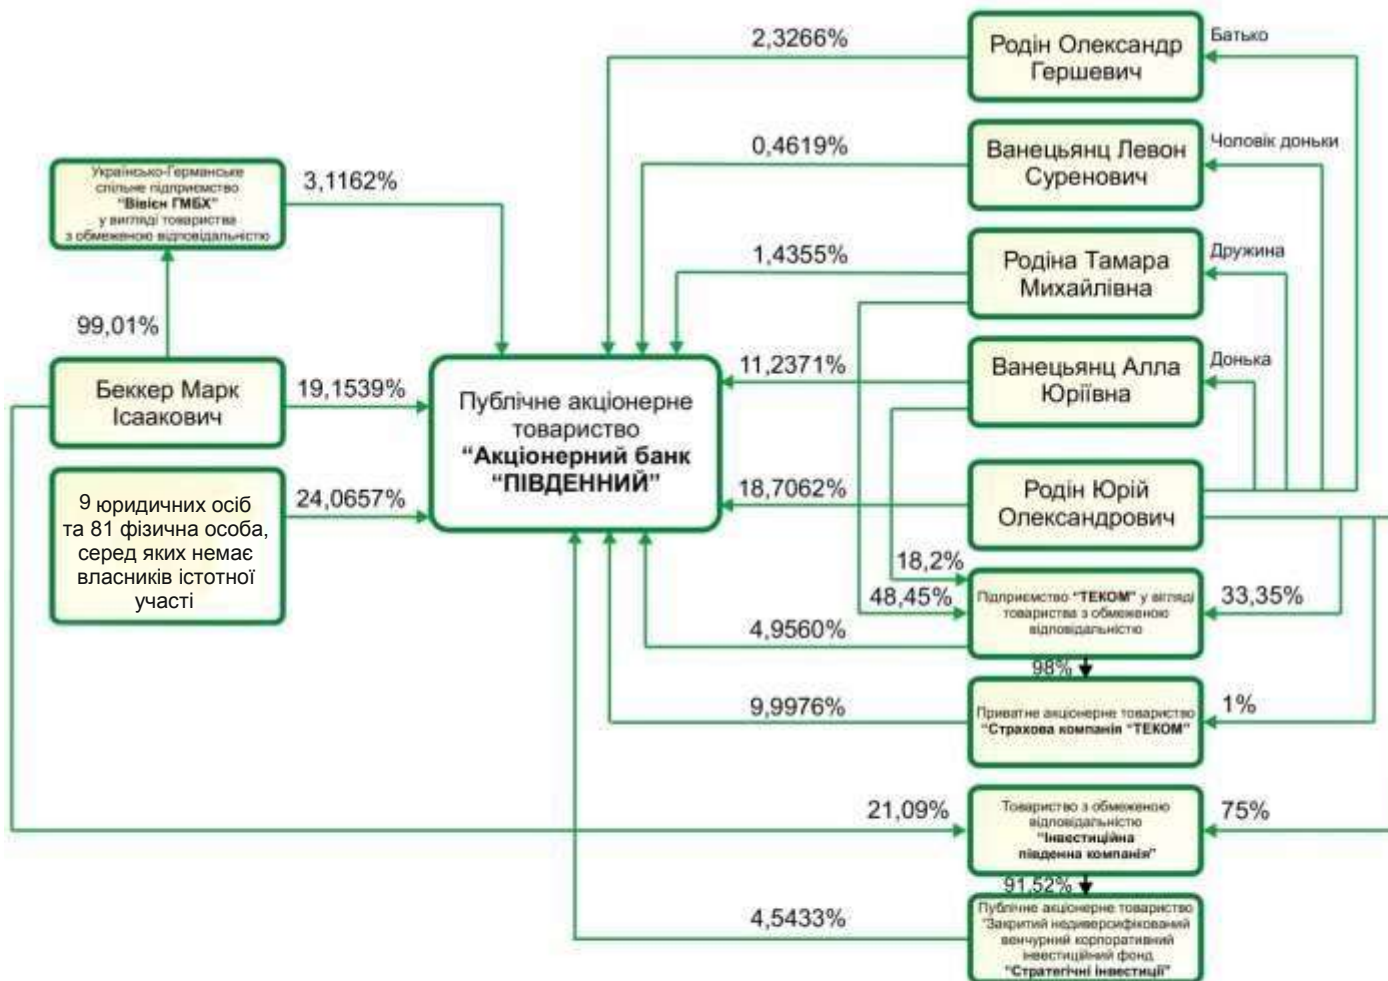 2,3266%
Родін Олександр
Гершевич
Батько
0,4619%
Ванецьянц Левон
Суренович
Чоловік доньки
Українсько-Германське
спільне підприємство
"Вівієн ГМБХ"
у вигляді товариства
з обмеженою відповідальністю
3,1162%
1,4355%
Родіна Тамара
Михайлівна
Дружина
99,01%
Беккер Марк
Ісаакович
19,1539%
Публічне акціонерне
товариство
“Акціонерний банк
“ПІВДЕННИЙ”
11,2371%
Ванецьянц Алла
Юріївна
Донька
9 юридичних осіб
та 81 фізична особа,
серед яких немає
власників істотної
участі
24,0657%
18,7062%
Родін Юрій
Олександрович
18,2%
48,45%
Підприємство “ТЕКОМ” у вигляді
товариства з обмеженою
відповідальністю
33,35%
4,9560%
98%
9,9976%
Приватне акціонерне товариство
“Страхова компанія “ТЕКОМ”
1%
21,09%
Товариство з обмеженою
відповідальністю
“Інвестиційна
південна компанія”
75%
91,52%
4,5433%
Публічне акціонерне товариство
“Закритий недиверсифікований
венчурний корпоративний
інвестиційний фонд
“Стратегічні інвестиції”